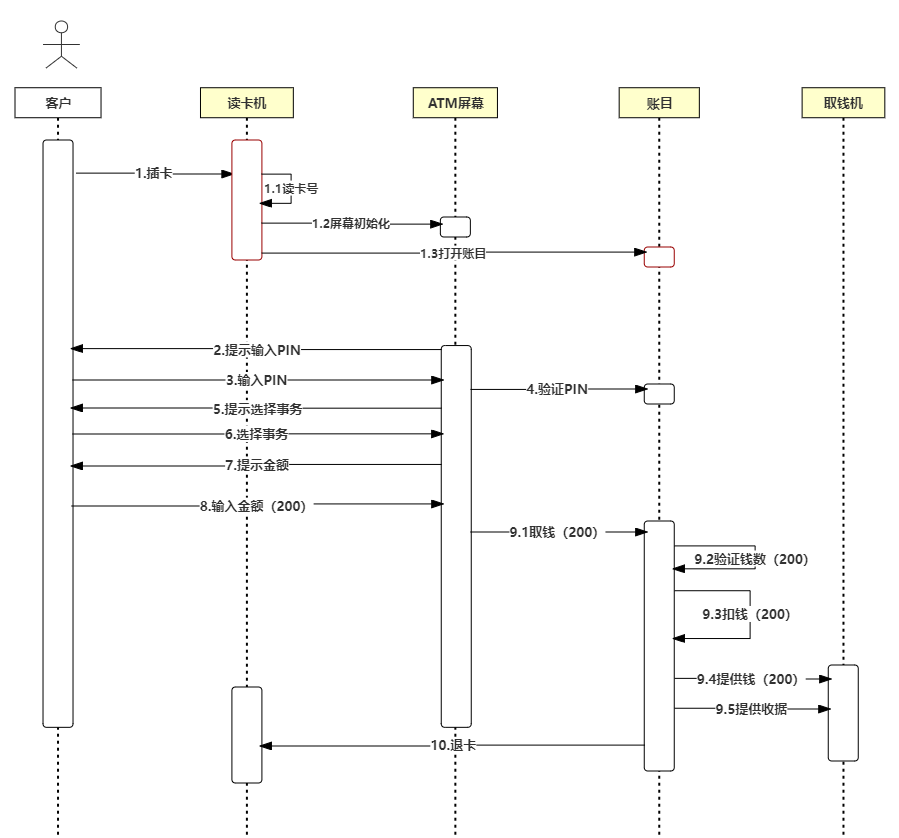 客户
读卡机
ATM屏幕
账目
取钱机
1.插卡
1.1读卡号
1.2屏幕初始化
1.3打开账目
2.提示输入PIN
3.输入PIN
4.验证PIN
5.提示选择事务
6.选择事务
7.提示金额
8.输入金额（200）
9.1取钱（200）
9.2验证钱数（200）
9.3扣钱（200）
9.4提供钱（200）
9.5提供收据
10.退卡